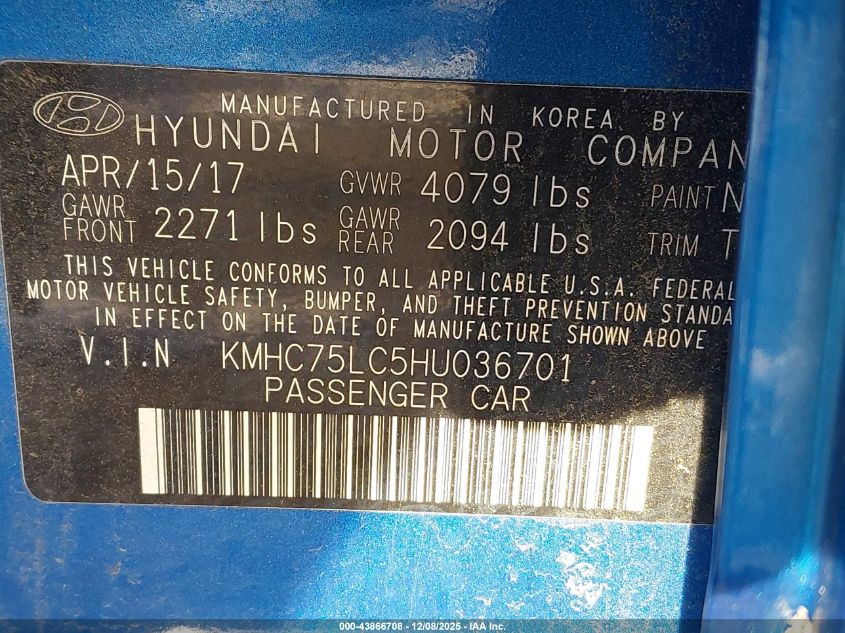 MANUFACTURED IN KOREA BY
HYUNDAI MOTOR COMPAN
APR/15/17 GVWR 4079 lbs PAINT N
GAWR FRONT 2271 lbs GAWR REAR 2094 lbs TRIM T
THIS VEHICLE CONFORMS TO ALL APPLICABLE U.S.A. FEDERAL
MOTOR VEHICLE SAFETY, BUMPER, AND THEFT PREVENTION STANDA
IN EFFECT ON THE DATE OF MANUFACTURE SHOWN ABOVE
V.I.N KMHC75LC5HU036701
PASSENGER CAR
000-43866708 - 12/08/2025 - IAA Inc.